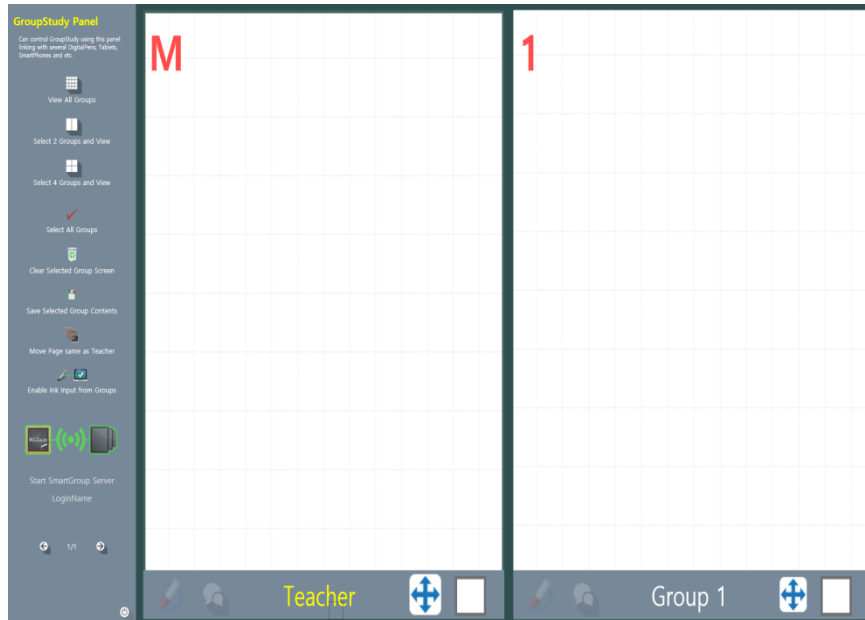 GroupStudy Panel
Can control GroupStudy using this panel
linking with several DigitalPens, Tablets,
SmartPhones and etc.
View All Groups
Select 2 Groups and View
Select 4 Groups and View
Select All Groups
Clear Selected Group Screen
Save Selected Group Contents
Move Page same as Teacher
Enable Ink Input from Groups
Start SmartGroup Server
LoginName
1/1
M
Teacher
1
Group 1